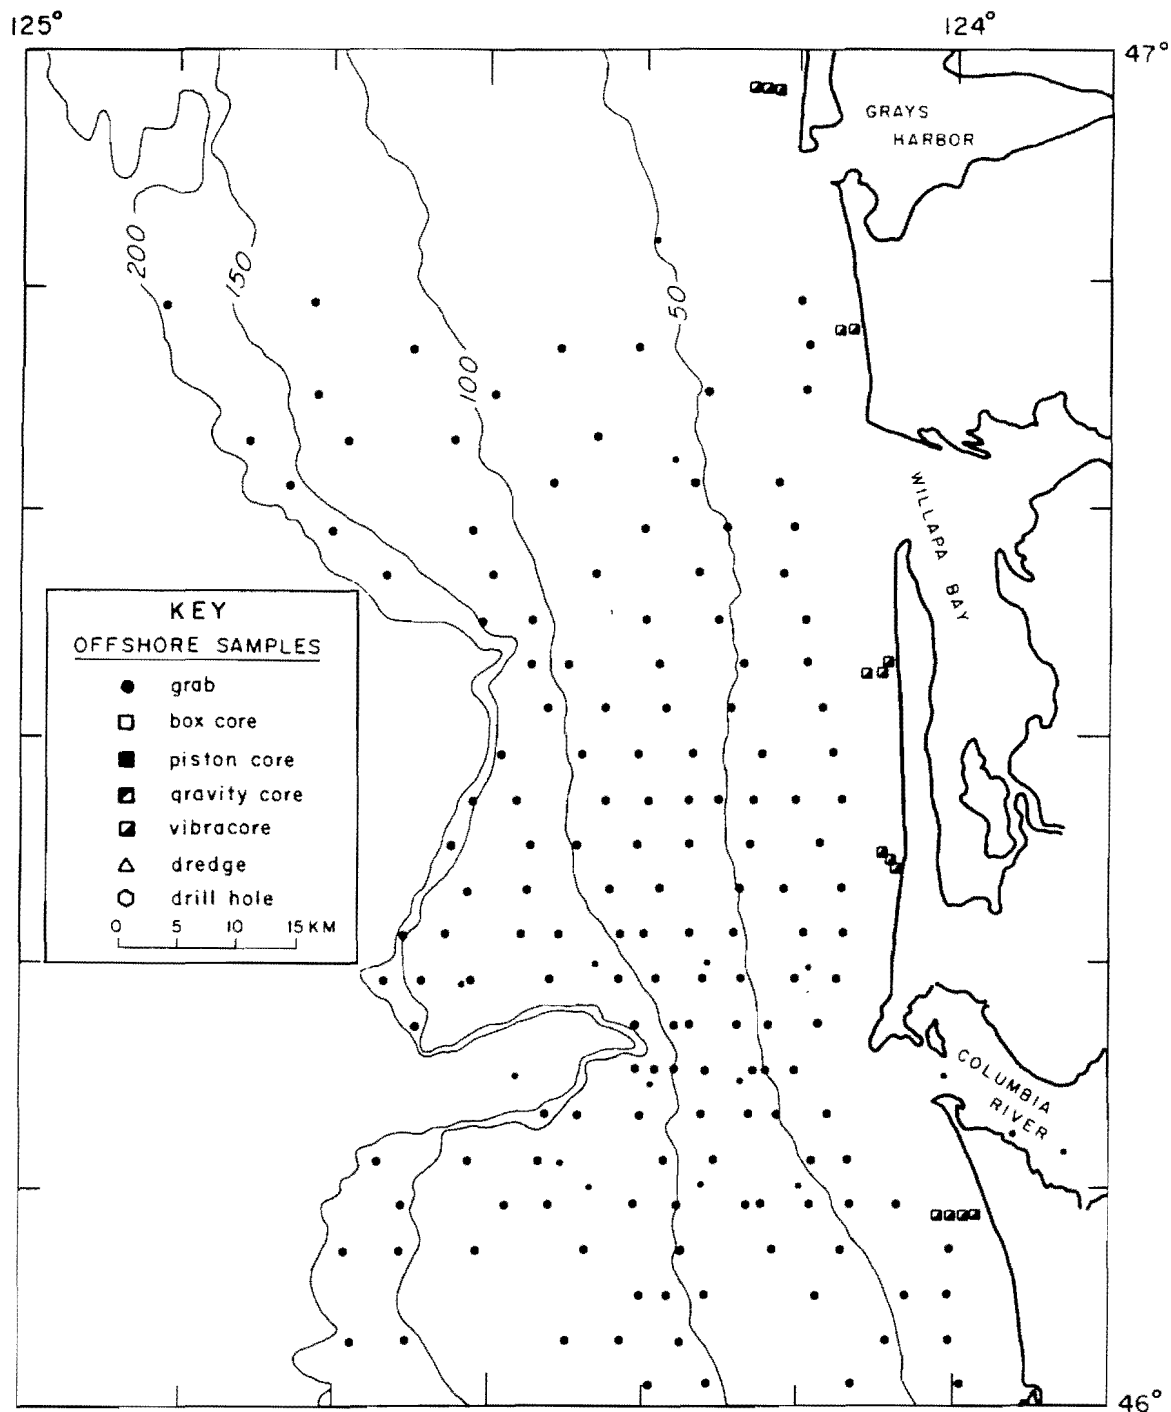 125°
124°
47°
GRAYS
HARBOR
200
150
50
100
WILLAPA BAY
KEY
OFFSHORE SAMPLES
grab
box core
piston core
gravity core
vibracore
dredge
drill hole
0 5 10 15 KM
COLUMBIA
RIVER
46°